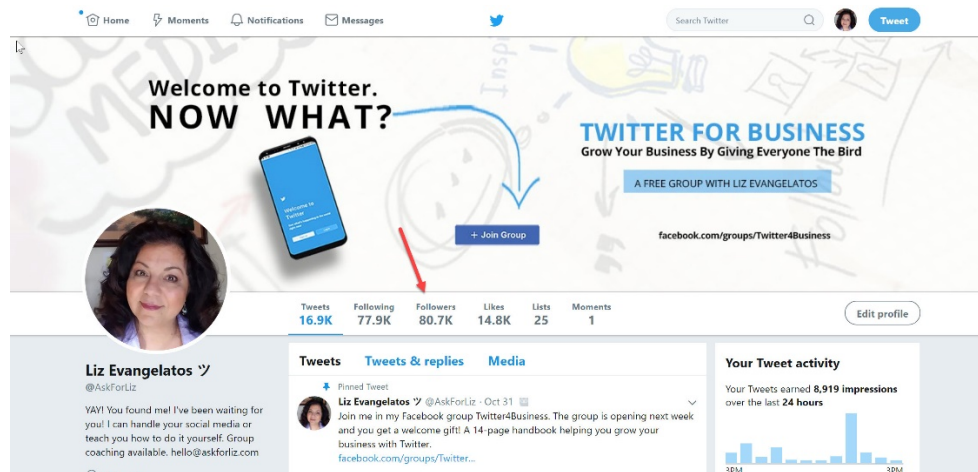 Home
Moments
Notifications
Messages
Search Twitter
Tweet
MEDIA
Insp
Welcome to Twitter.
NOW WHAT?
Welcome to
Twitter
+ Join Group
TWITTER FOR BUSINESS
Grow Your Business By Giving Everyone The Bird
A FREE GROUP WITH LIZ EVANGELATOS
facebook.com/groups/Twitter4Business
Tweets Following Followers Likes Lists Moments
16.9K 77.9K 80.7K 14.8K 25 1
Edit profile
Liz Evangelatos ツ
@AskForLiz
YAY! You found me! I've been waiting for
you! I can handle your social media or
teach you how to do it yourself. Group
coaching available. hello@askforliz.com
Tweets Tweets & replies Media
Pinned Tweet
Liz Evangelatos ツ @AskForLiz · Oct 31
Join me in my Facebook group Twitter4Business. The group is opening next week
and you get a welcome gift! A 14-page handbook helping you grow your
business with Twitter.
facebook.com/groups/Twitter...
Your Tweet activity
Your Tweets earned 8,919 impressions
over the last 24 hours
3PM 3PM